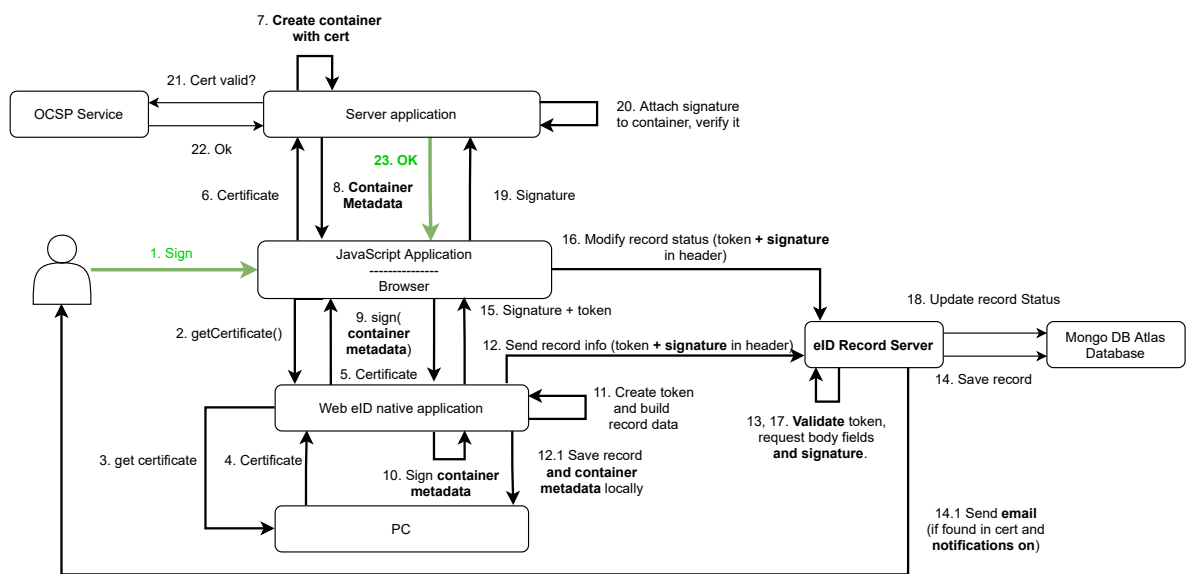 7. Create container
with cert
21. Cert valid?
OCSP Service
Server application
20. Attach signature
to container, verify it
22. Ok
23. OK
6. Certificate
8. Container
Metadata
19. Signature
1. Sign
JavaScript Application
---------------
Browser
16. Modify record status (token + signature
in header)
2. getCertificate()
9. sign(
container
metadata)
15. Signature + token
18. Update record Status
5. Certificate
12. Send record info (token + signature in header)
eID Record Server
Mongo DB Atlas
Database
14. Save record
Web eID native application
11. Create token
and build
record data
13, 17. Validate token,
request body fields
and signature.
3. get certificate
4. Certificate
10. Sign container
metadata
12.1 Save record
and container
metadata locally
PC
14.1 Send email
(if found in cert and
notifications on)